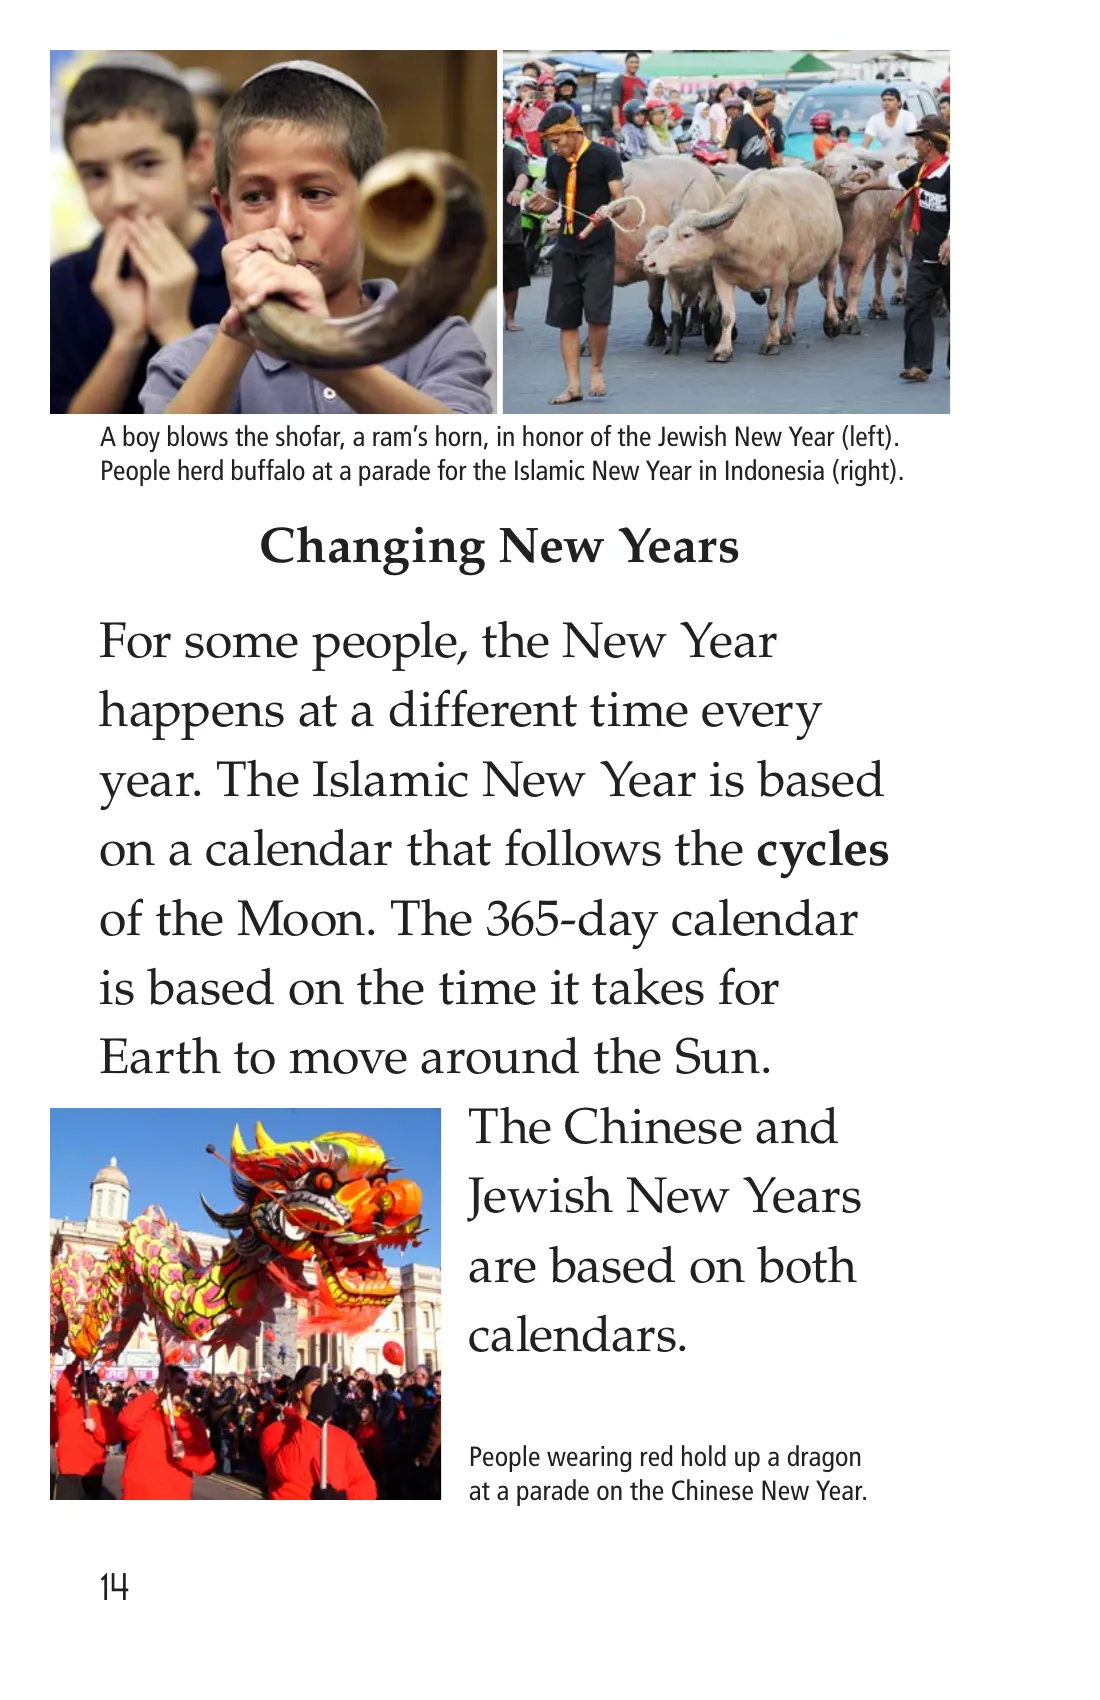 A boy blows the shofar, a ram's horn, in honor of the Jewish New Year (left).
People herd buffalo at a parade for the Islamic New Year in Indonesia (right).
Changing New Years
For some people, the New Year
happens at a different time every
year. The Islamic New Year is based
on a calendar that follows the cycles
of the Moon. The 365-day calendar
is based on the time it takes for
Earth to move around the Sun.
The Chinese and
Jewish New Years
are based on both
calendars.
People wearing red hold up a dragon
at a parade on the Chinese New Year.
14